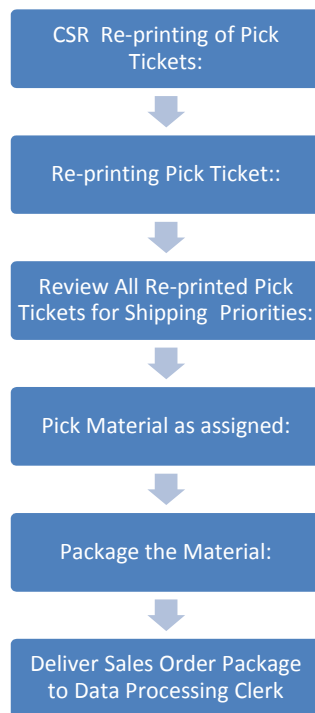 CSR  Re-printing of Pick
Tickets:
Re-printing Pick Ticket::
Review All Re-printed Pick
Tickets for Shipping  Priorities:
Pick Material as assigned:
Package the Material:
Deliver Sales Order Package
to Data Processing Clerk